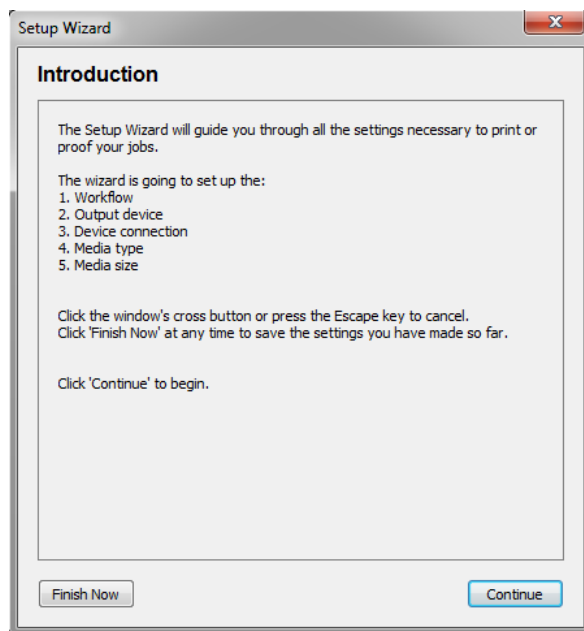 Setup Wizard
Introduction
The Setup Wizard will guide you through all the settings necessary to print or
proof your jobs.
The wizard is going to set up the:
1. Workflow
2. Output device
3. Device connection
4. Media type
5. Media size
Click the window's cross button or press the Escape key to cancel.
Click 'Finish Now' at any time to save the settings you have made so far.
Click 'Continue' to begin.
Finish Now
Continue